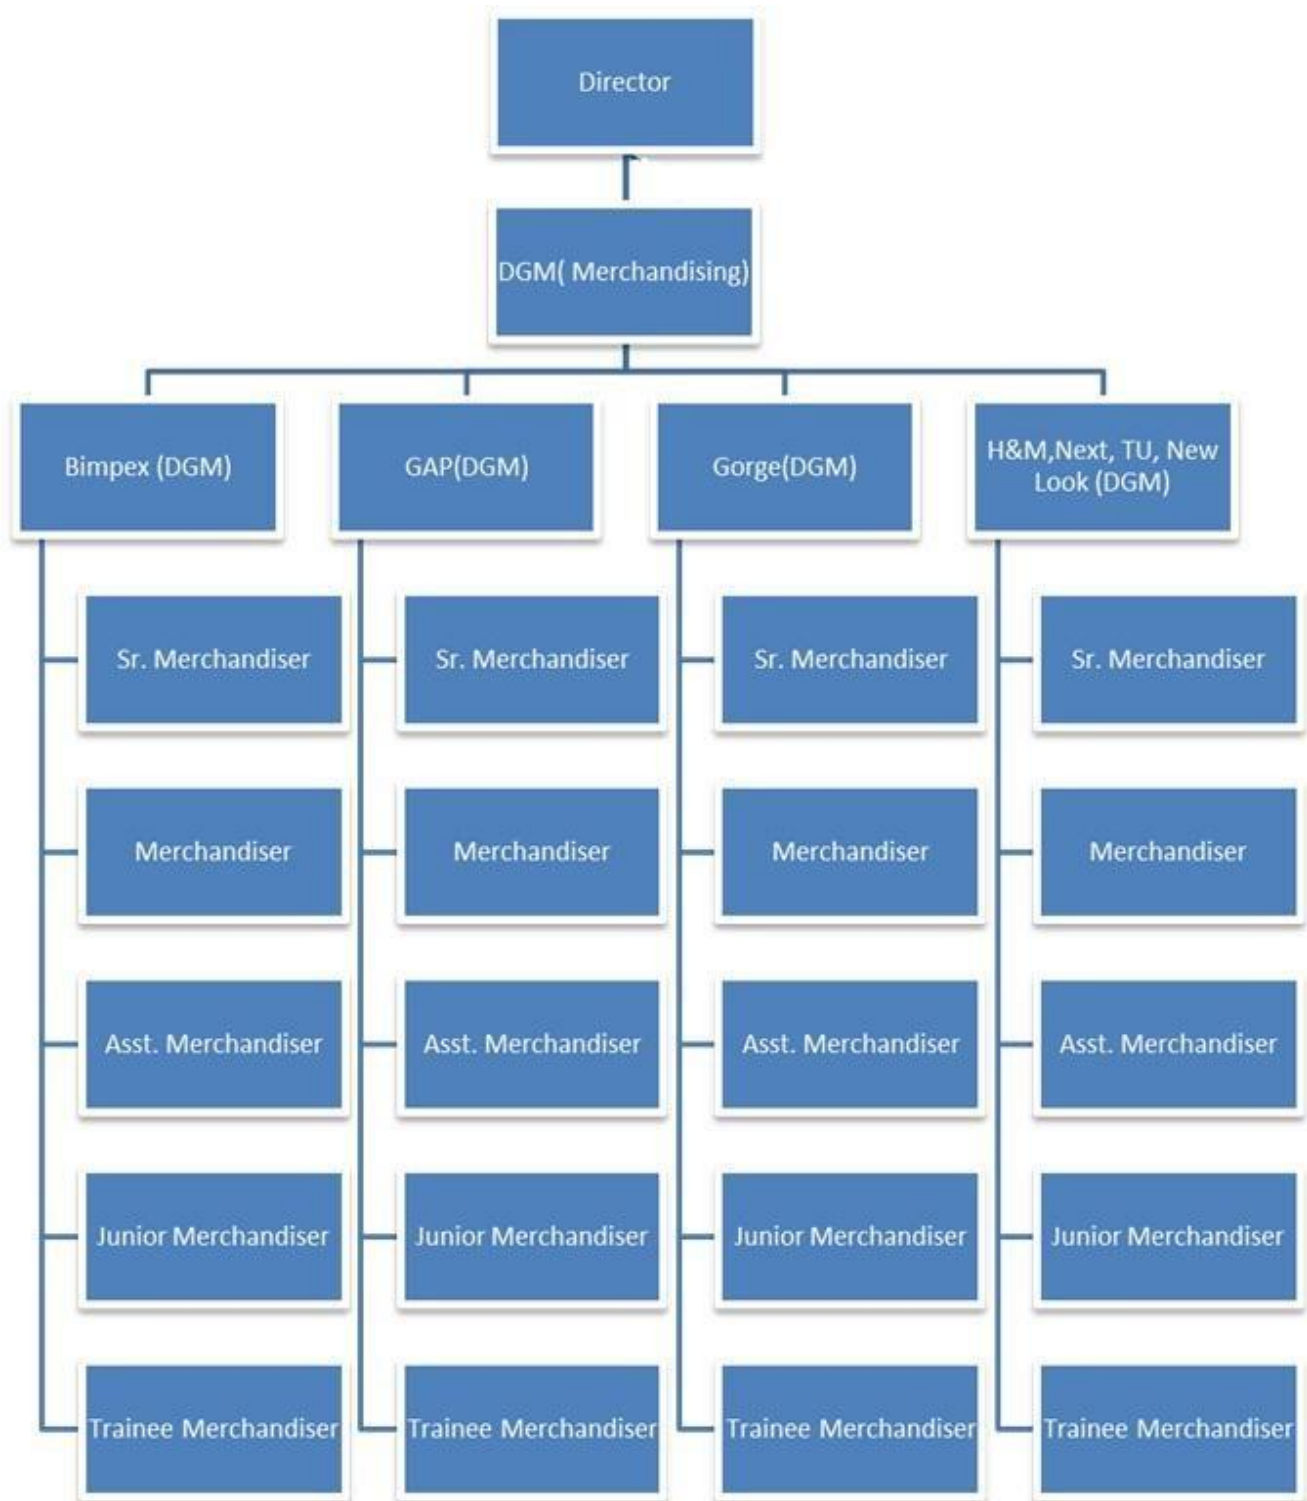 Director
DGM( Merchandising)
Bimpex (DGM)
GAP(DGM)
Gorge(DGM)
H&M,Next, TU, New
Look (DGM)
Sr. Merchandiser
Sr. Merchandiser
Sr. Merchandiser
Sr. Merchandiser
Merchandiser
Merchandiser
Merchandiser
Merchandiser
Asst. Merchandiser
Asst. Merchandiser
Asst. Merchandiser
Asst. Merchandiser
Junior Merchandiser
Junior Merchandiser
Junior Merchandiser
Junior Merchandiser
Trainee Merchandiser
Trainee Merchandiser
Trainee Merchandiser
Trainee Merchandiser